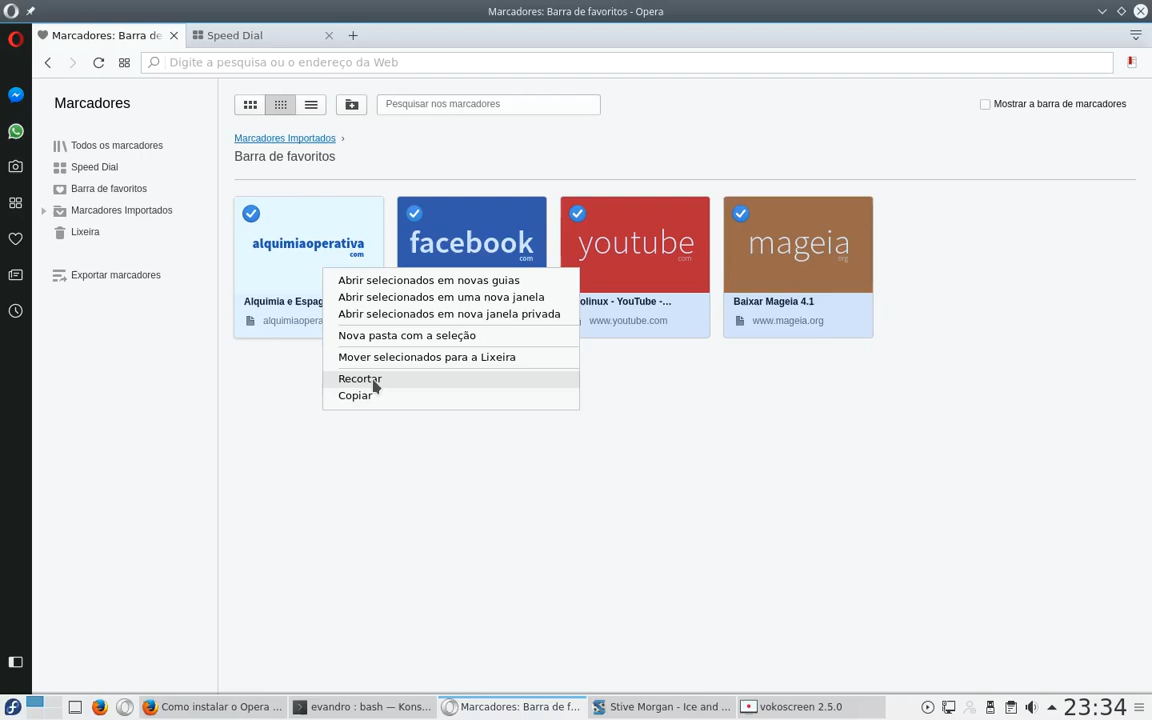 Marcadores: Barra de favoritos - Opera
Marcadores: Barra de
Speed Dial
Digite a pesquisa ou o endereço da Web
Marcadores
Pesquisar nos marcadores
Mostrar a barra de marcadores
Marcadores Importados ›
Barra de favoritos
Todos os marcadores
Speed Dial
Barra de favoritos
Marcadores Importados
Lixeira
Exportar marcadores
alquimiaoperativa
com
facebook
com
youtube
com
mageia
org
Alquimia e Espag
alquimiaopera
olinux - YouTube -...
www.youtube.com
Baixar Mageia 4.1
www.mageia.org
Abrir selecionados em novas guias
Abrir selecionados em uma nova janela
Abrir selecionados em nova janela privada
Nova pasta com a seleção
Mover selecionados para a Lixeira
Recortar
Copiar
Como instalar o Opera ...
evandro : bash — Kons...
Marcadores: Barra de f...
Stive Morgan - Ice and ...
vokoscreen 2.5.0
23:34